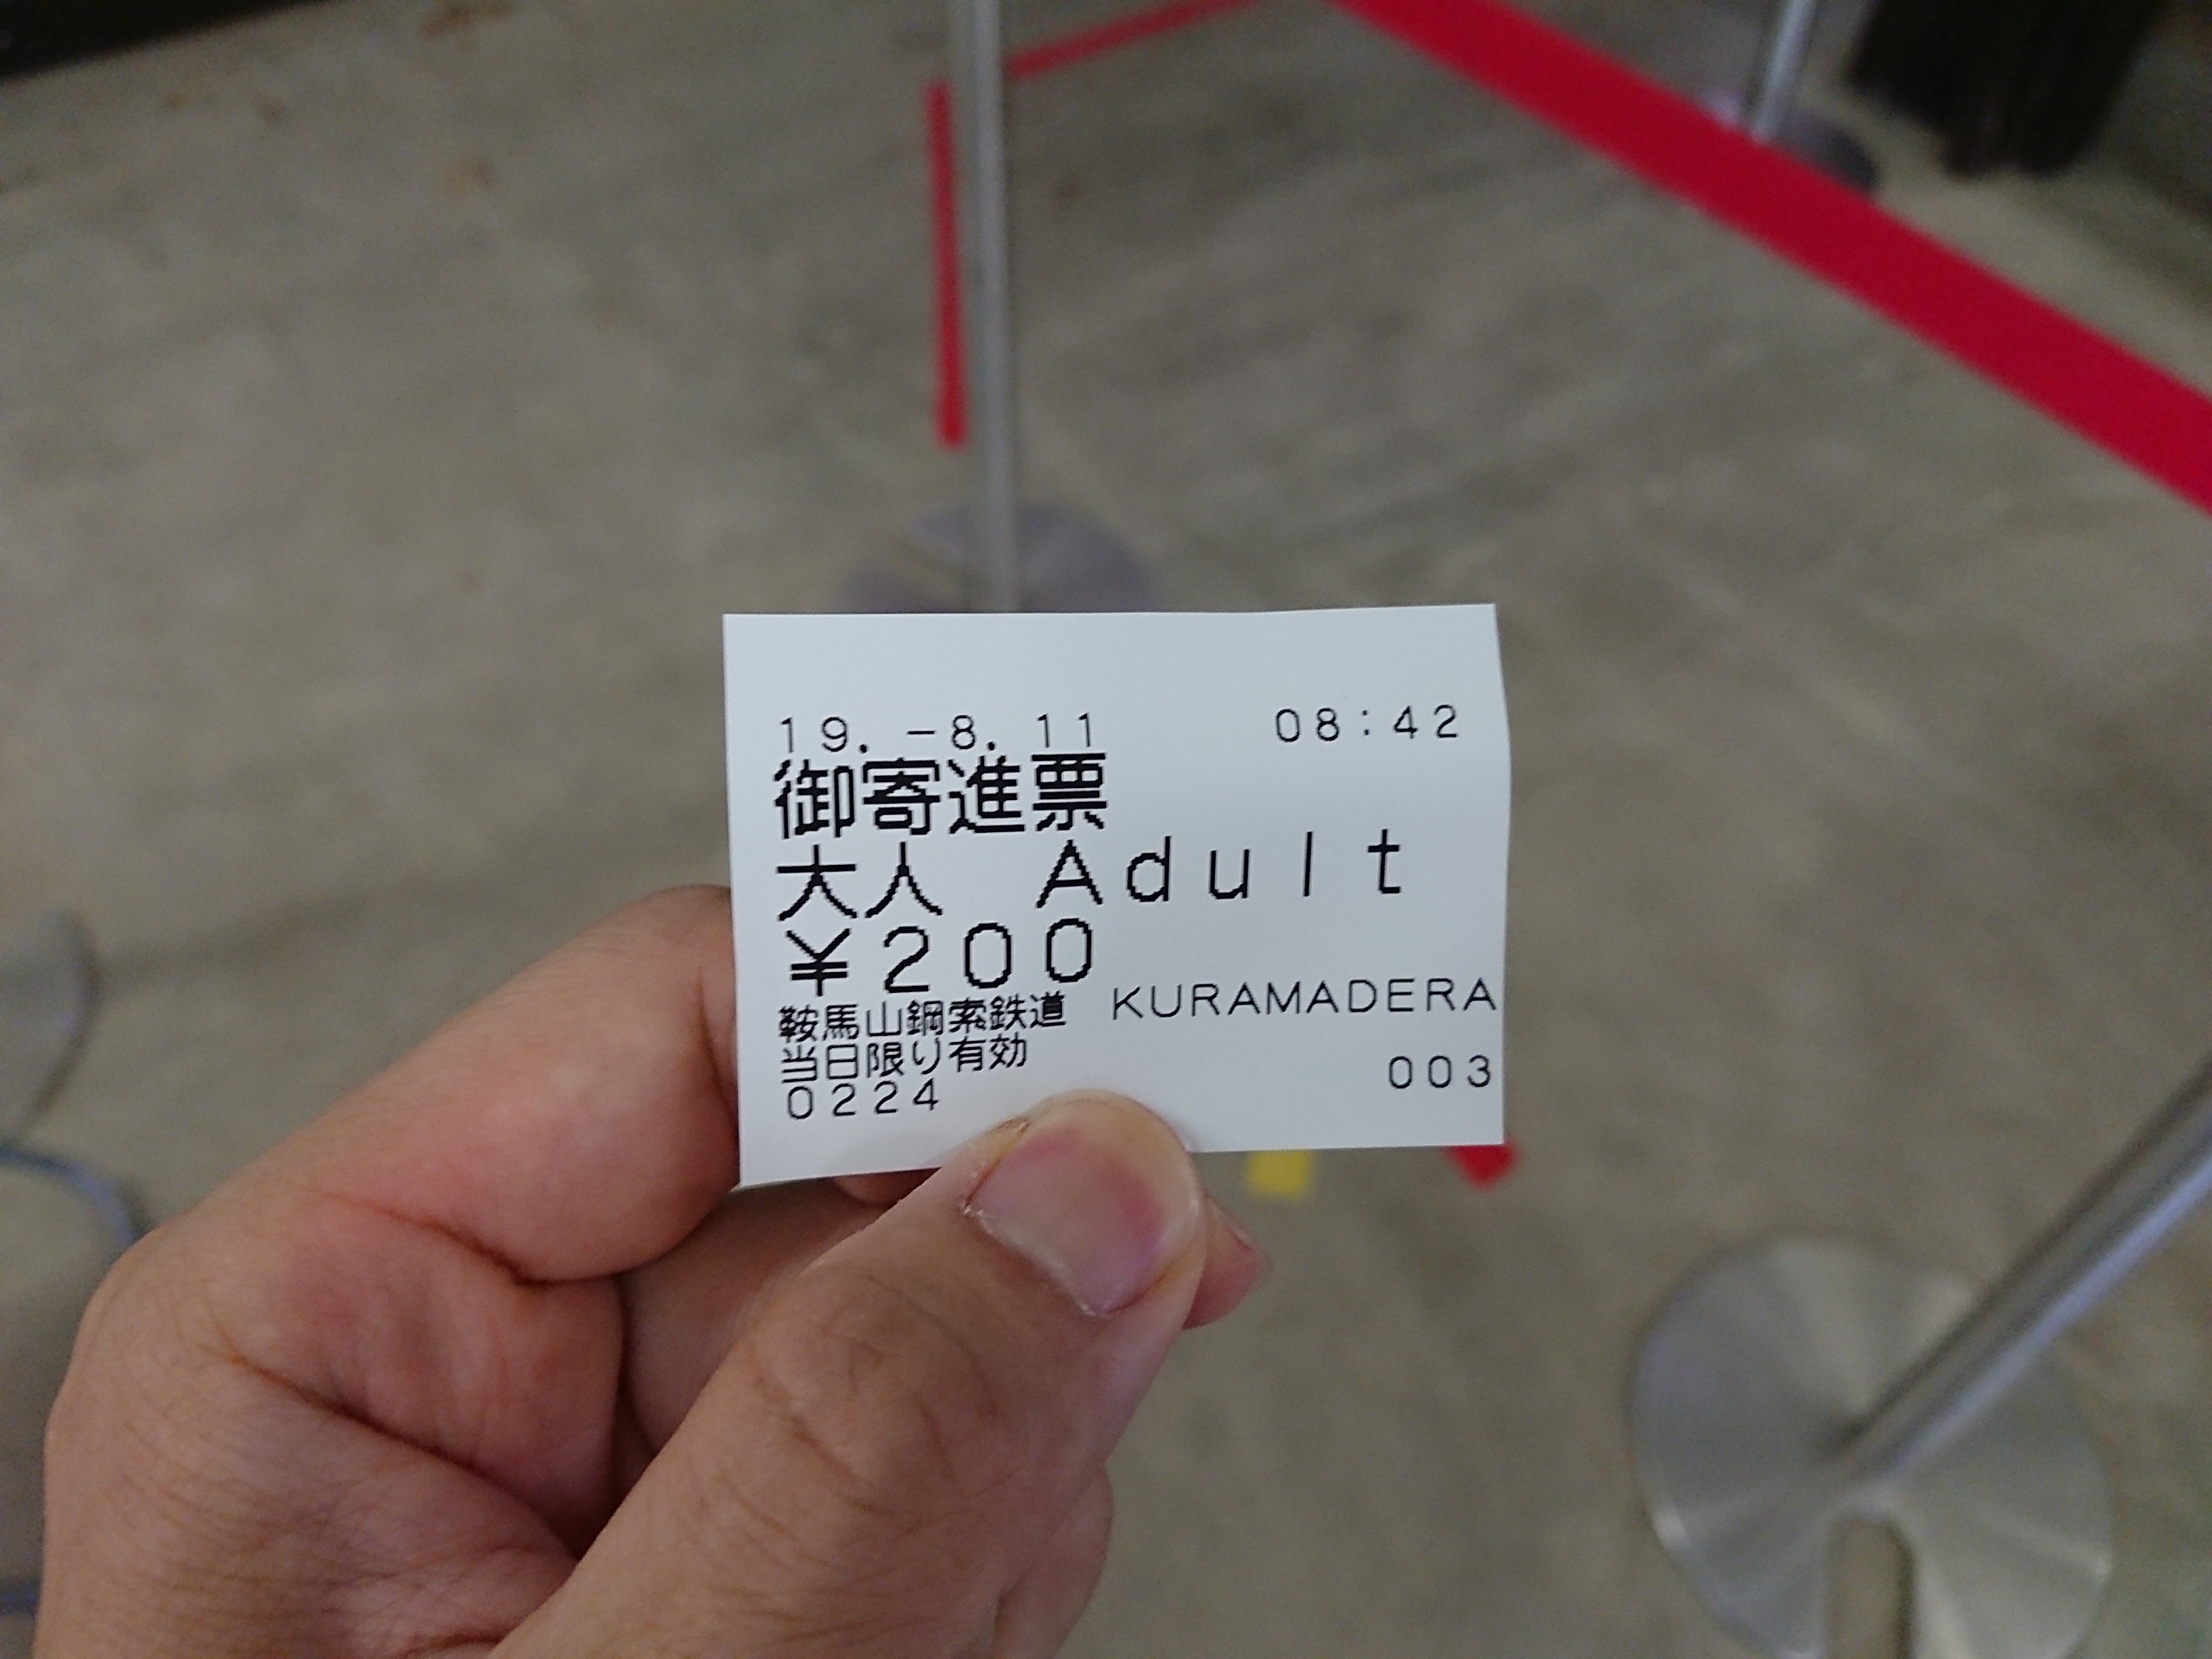 19.-8.11 08:42
御寄進票
大人 Adult
¥200
鞍馬山鋼索鉄道 KURAMADERA
当日限り有効
0224 003